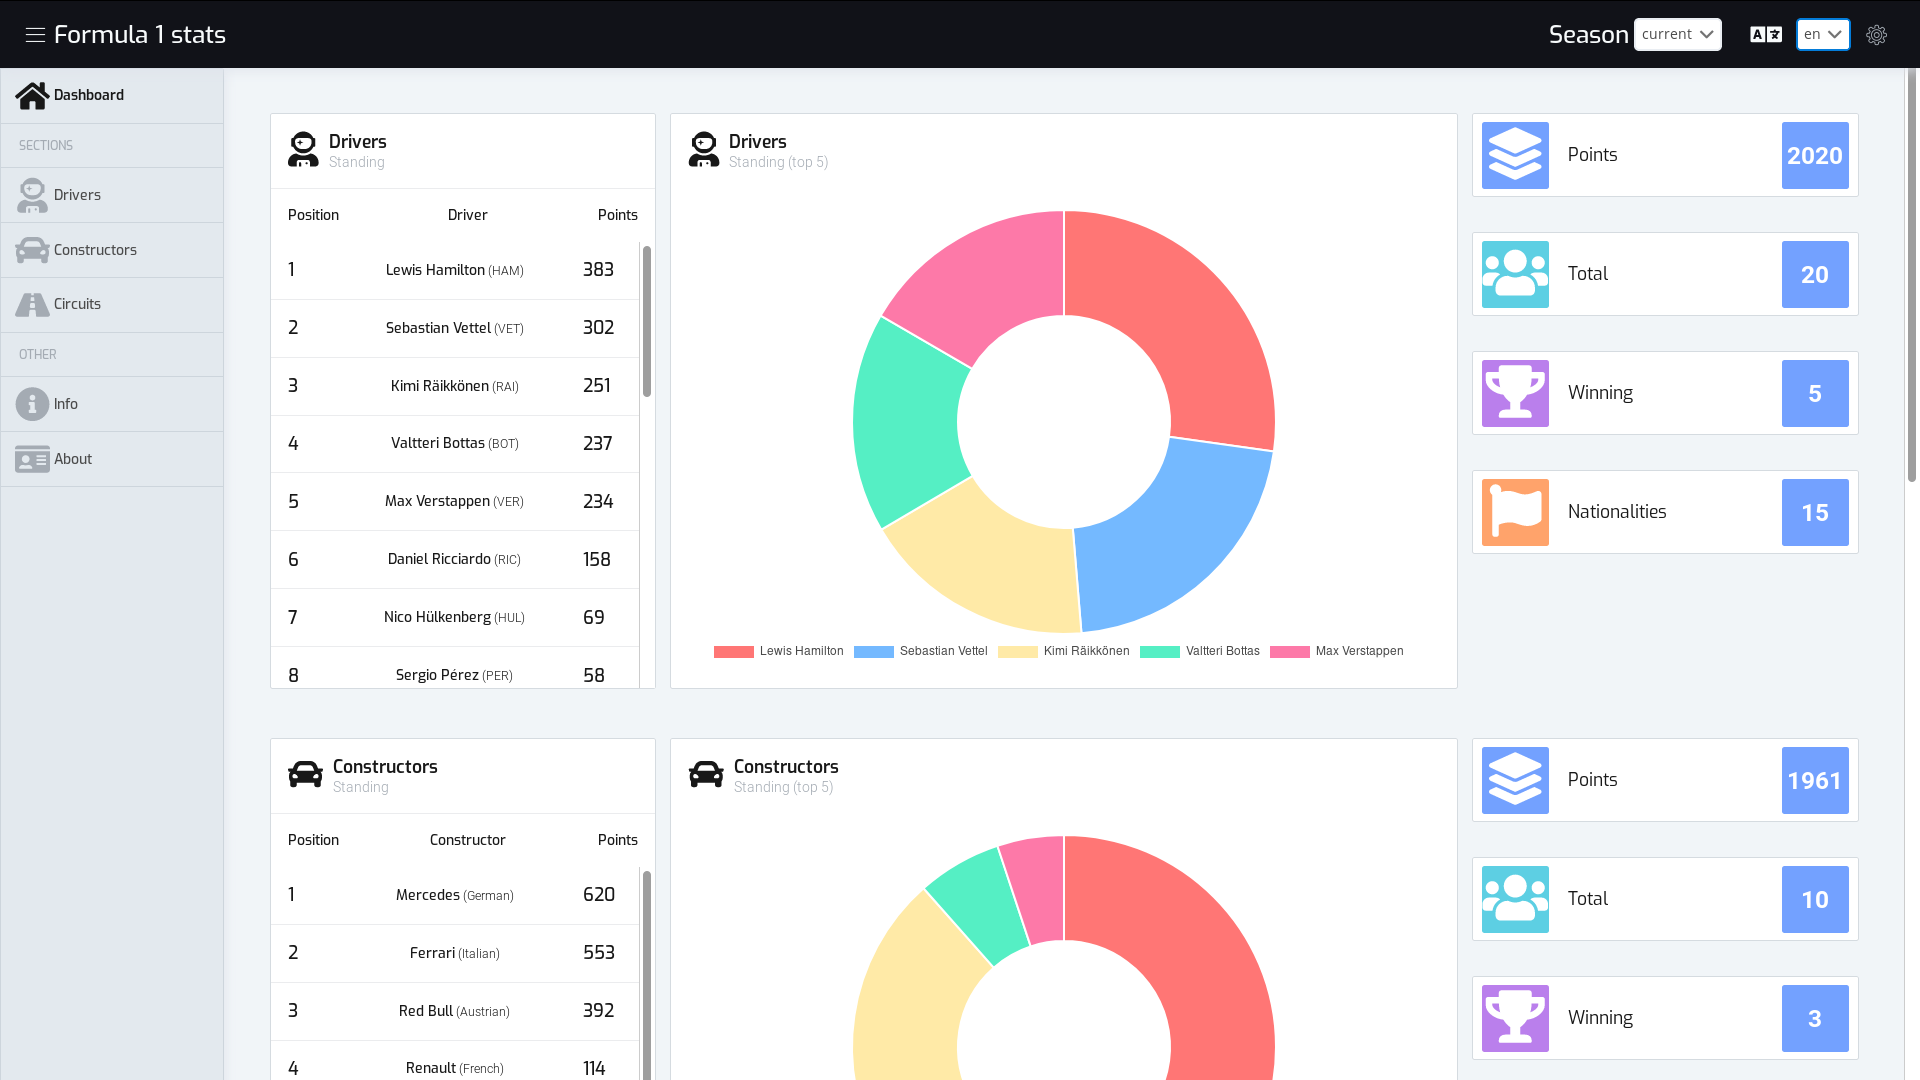 Formula 1 stats
Season current
en
Dashboard
SECTIONS
Drivers
Constructors
Circuits
OTHER
Info
About
Drivers
Standing
Position Driver Points
1 Lewis Hamilton (HAM) 383
2 Sebastian Vettel (VET) 302
3 Kimi Räikkönen (RAI) 251
4 Valtteri Bottas (BOT) 237
5 Max Verstappen (VER) 234
6 Daniel Ricciardo (RIC) 158
7 Nico Hülkenberg (HUL) 69
8 Sergio Pérez (PER) 58
Drivers
Standing (top 5)
Lewis Hamilton Sebastian Vettel Kimi Räikkönen Valtteri Bottas Max Verstappen
Points 2020
Total 20
Winning 5
Nationalities 15
Constructors
Standing
Position Constructor Points
1 Mercedes (German) 620
2 Ferrari (Italian) 553
3 Red Bull (Austrian) 392
4 Renault (French) 114
Constructors
Standing (top 5)
Points 1961
Total 10
Winning 3